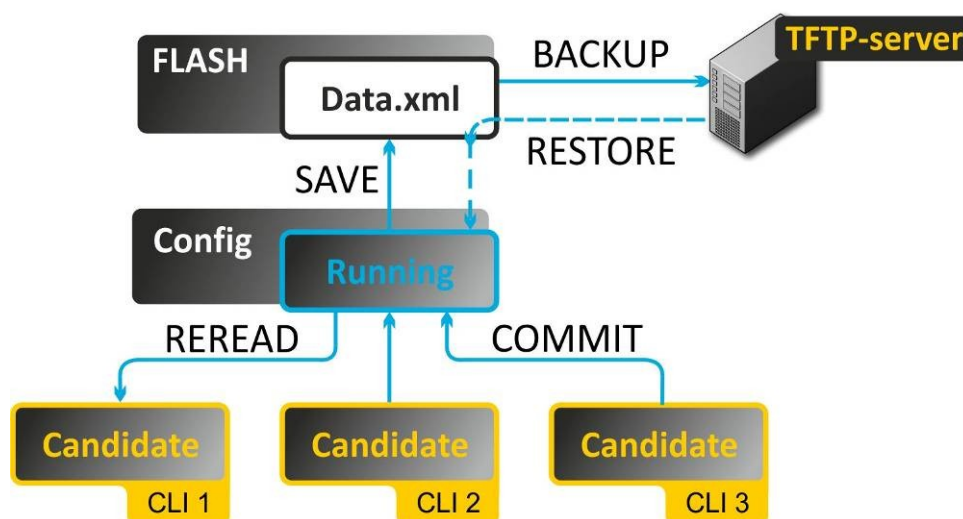 TFTP-server
FLASH
BACKUP
Data.xml
RESTORE
SAVE
Config
Running
REREAD
COMMIT
Candidate
Candidate
Candidate
CLI 1
CLI 2
CLI 3